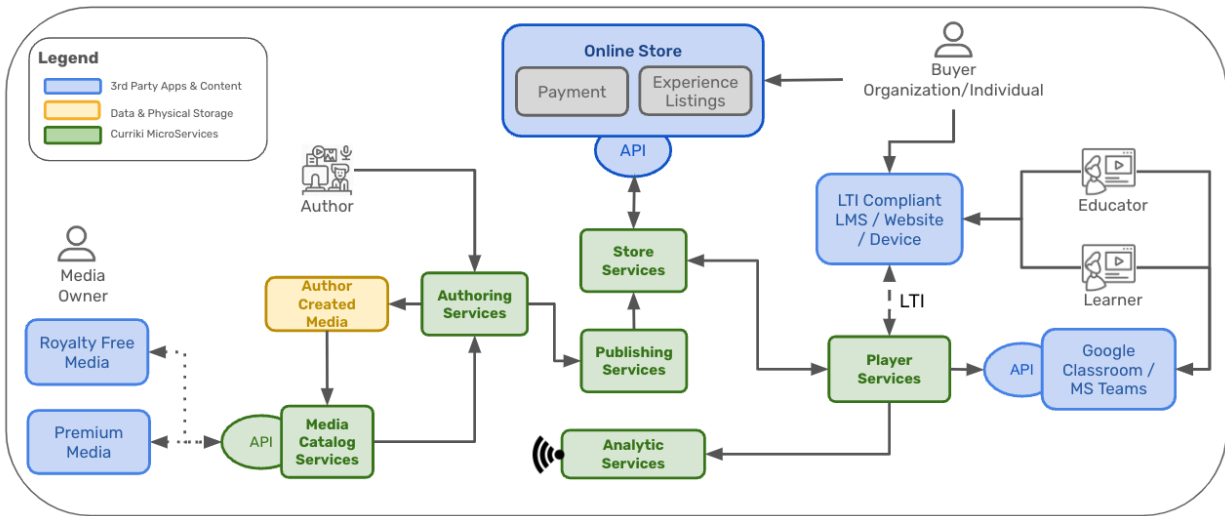 Legend
3rd Party Apps & Content
Data & Physical Storage
Curriki MicroServices
Online Store
Payment
Experience
Listings
API
Buyer
Organization/Individual
Author
LTI Compliant
LMS / Website
/ Device
Educator
Learner
Media
Owner
Store
Services
Author
Created
Media
Authoring
Services
LTI
Royalty Free
Media
Publishing
Services
Player
Services
API
Google
Classroom /
MS Teams
Premium
Media
API
Media
Catalog
Services
Analytic
Services